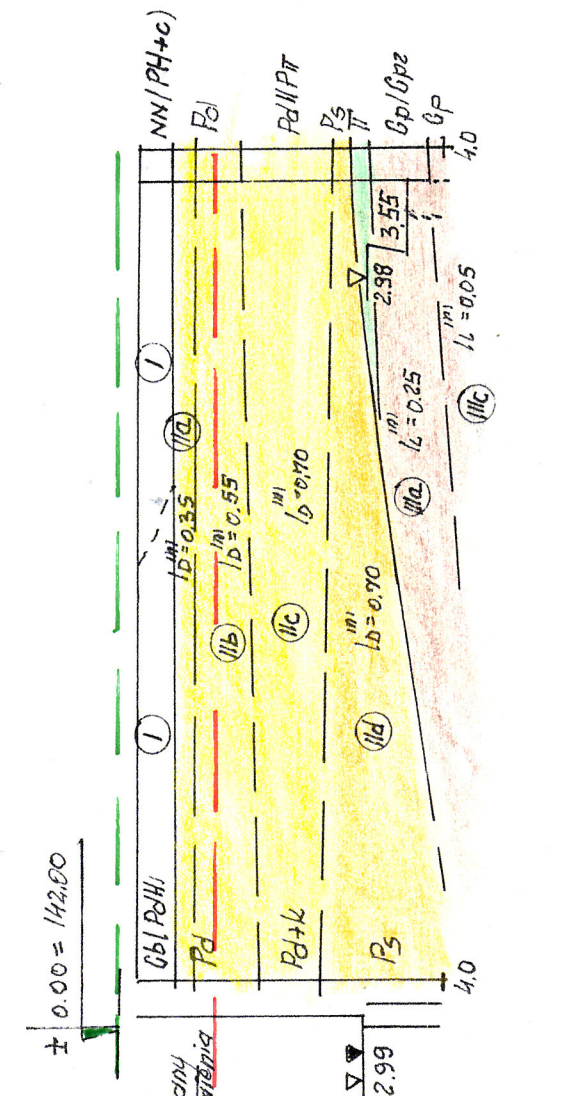 ± 0.00 = 142.00
Gb(PdH)
Pd
Pd+k
Ps
4.0
NN(PH+c)
Pd
Pd||Pπ
Ps
π
Gp/Gpz
Gp
4.0
I
I
IIa
ID(n)=0,35
IIb
ID(n)=0.55
IIc
ID(n)=0,70
IId
ID(n)=0.70
IIIa
IL(n)=0.25
IIIc
IL(n)=0,05
2.98
3.55
2.99